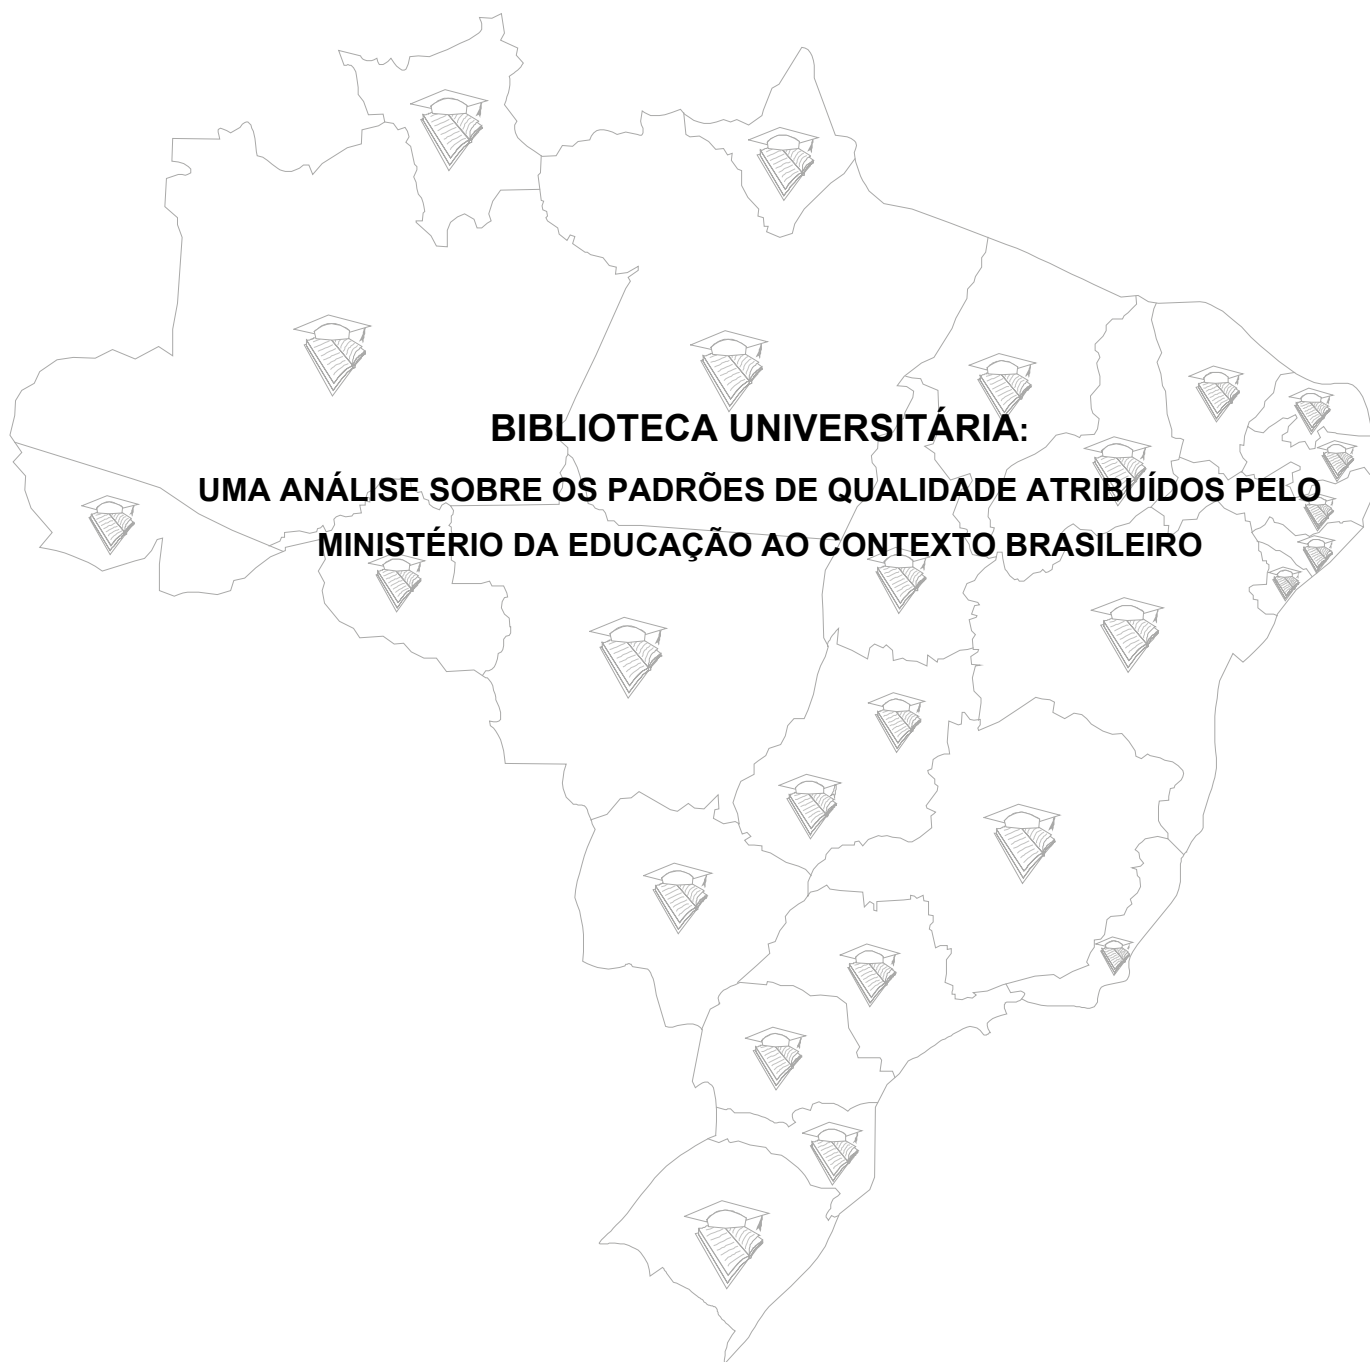 BIBLIOTECA UNIVERSITÁRIA:
UMA ANÁLISE SOBRE OS PADRÕES DE QUALIDADE ATRIBUÍDOS PELO
MINISTÉRIO DA EDUCAÇÃO AO CONTEXTO BRASILEIRO